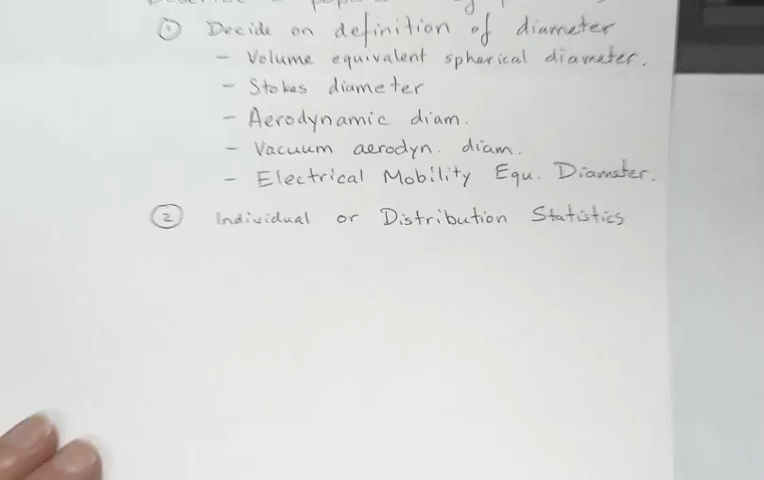 ① Decide on definition of diameter
- Volume equivalent spherical diameter.
- Stokes diameter
- Aerodynamic diam.
- Vacuum aerodyn. diam.
- Electrical Mobility Equ. Diameter.
② Individual or Distribution Statistics